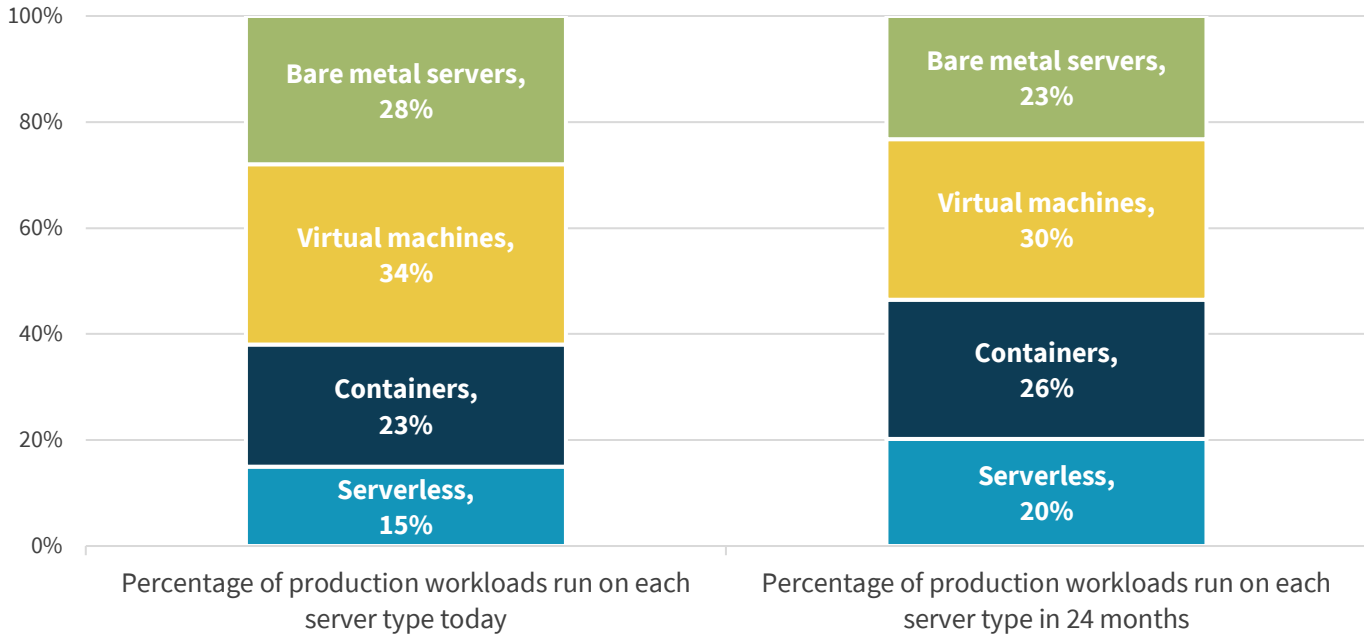 100%
80%
60%
40%
20%
0%
Bare metal servers,
28%
Virtual machines,
34%
Containers,
23%
Serverless,
15%
Bare metal servers,
23%
Virtual machines,
30%
Containers,
26%
Serverless,
20%
Percentage of production workloads run on each
server type today
Percentage of production workloads run on each
server type in 24 months